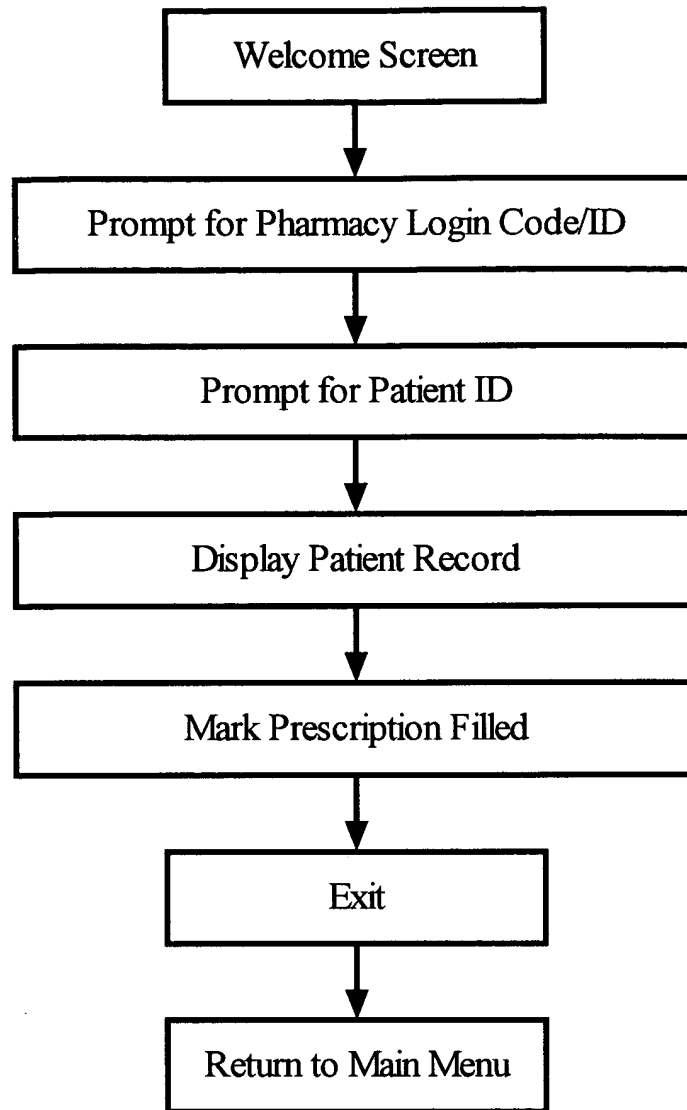 Welcome Screen
Prompt for Pharmacy Login Code/ID
Prompt for Patient ID
Display Patient Record
Mark Prescription Filled
Exit
Return to Main Menu